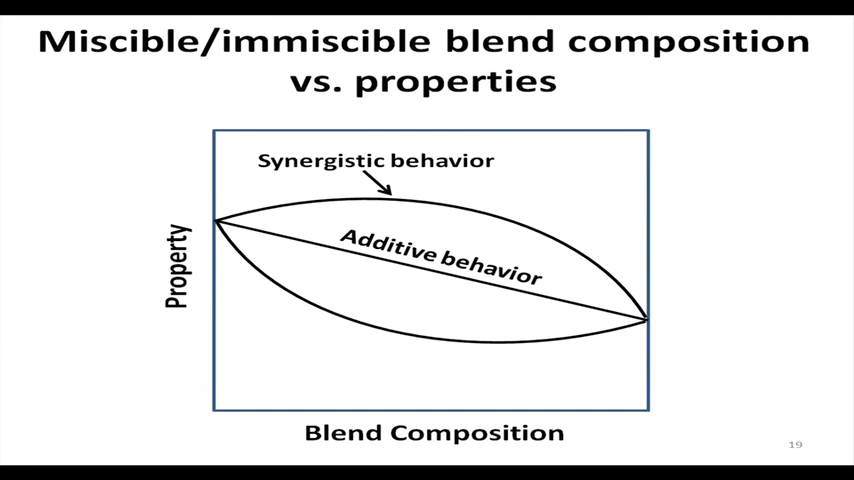 Miscible/immiscible blend composition
vs. properties
Synergistic behavior
Additive behavior
Property
Blend Composition
19